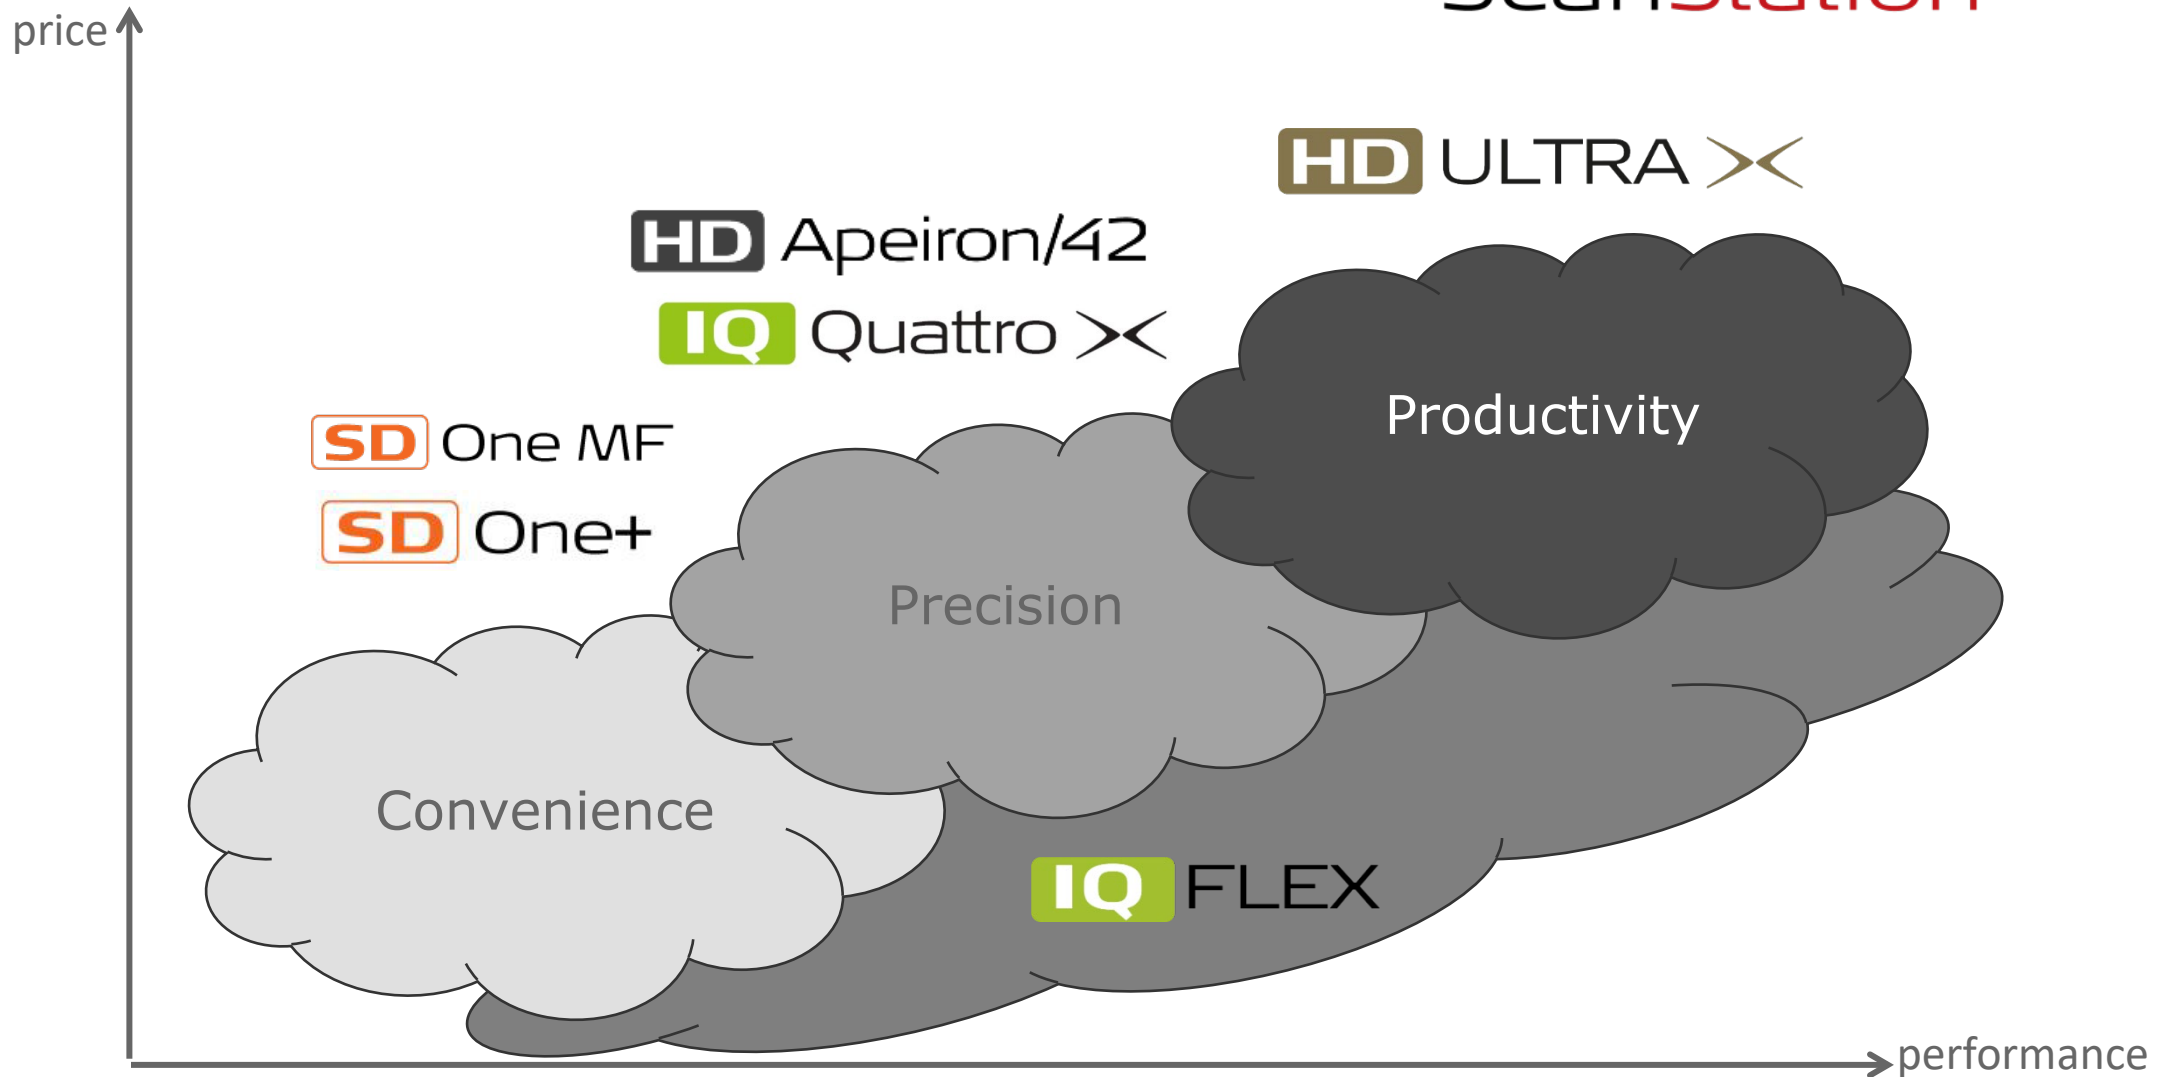 ScanStation
price
HD ULTRA X
HD Apeiron/42
IQ Quattro X
SD One MF
SD One+
Productivity
Precision
Convenience
IQ FLEX
performance